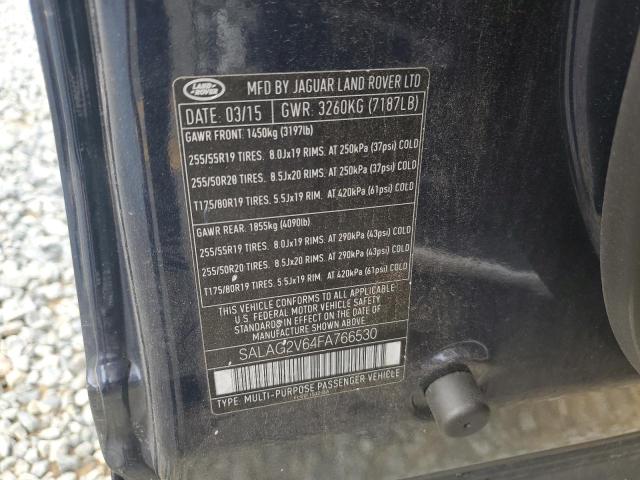 LAND ROVER
MFD BY JAGUAR LAND ROVER LTD
DATE: 03/15 GWR: 3260KG (7187LB)
GAWR FRONT: 1450kg (3197lb)
255/55R19 TIRES. 8.0Jx19 RIMS. AT 250kPa (37psi) COLD
255/50R20 TIRES. 8.5Jx20 RIMS. AT 250kPa (37psi) COLD
T175/80R19 TIRES. 5.5Jx19 RIM. AT 420kPa (61psi) COLD
GAWR REAR: 1855kg (4090lb)
255/55R19 TIRES. 8.0Jx19 RIMS. AT 290kPa (43psi) COLD
255/50R20 TIRES. 8.5Jx20 RIMS. AT 290kPa (43psi) COLD
T175/80R19 TIRES. 5.5Jx19 RIM. AT 420kPa (61psi) COLD
THIS VEHICLE CONFORMS TO ALL APPLICABLE
U.S. FEDERAL MOTOR VEHICLE SAFETY
STANDARDS IN EFFECT ON THE DATE OF
MANUFACTURE.
SALAG2V64FA766530
TYPE: MULTI-PURPOSE PASSENGER VEHICLE